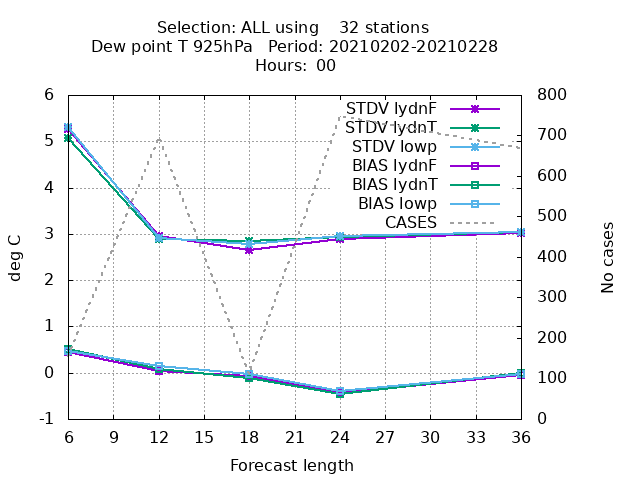 Selection: ALL using    32 stations
Dew point T 925hPa   Period: 20210202-20210228
Hours: 00
STDV lydnF
STDV lydnT
STDV lowp
BIAS lydnF
BIAS lydnT
BIAS lowp
CASES
deg C
6
5
4
3
2
1
0
-1
No cases
800
700
600
500
400
300
200
100
0
6 9 12 15 18 21 24 27 30 33 36
Forecast length